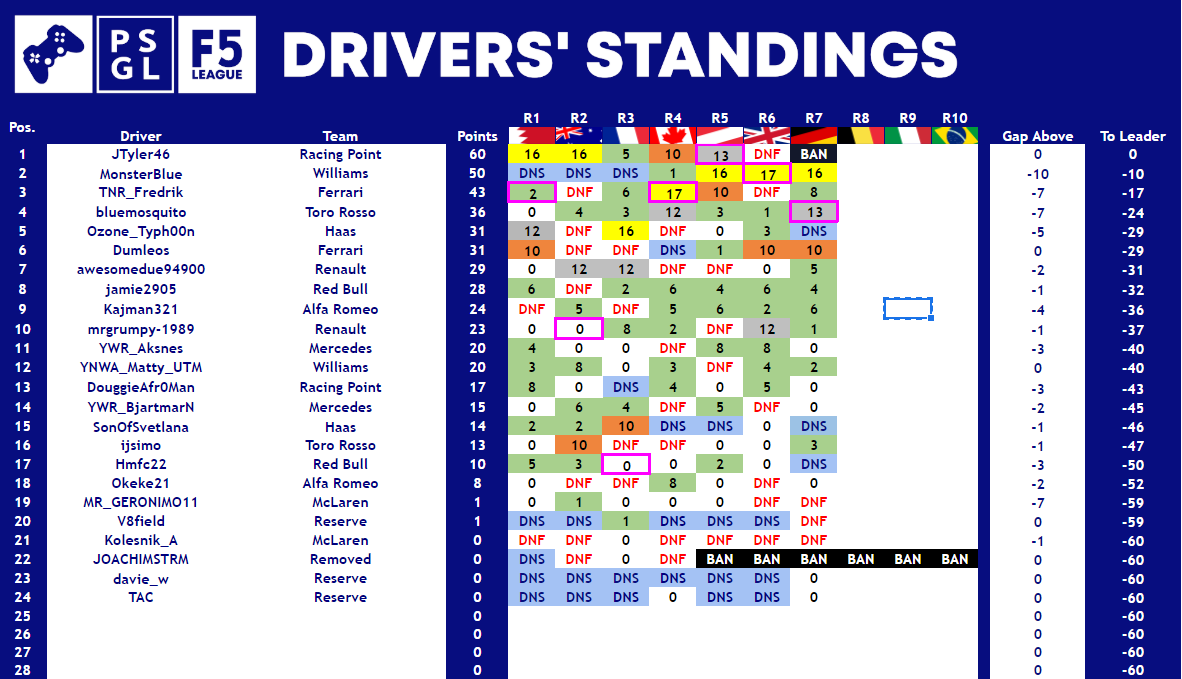 PS GL F5 LEAGUE DRIVERS' STANDINGS
R1 R2 R3 R4 R5 R6 R7 R8 R9 R10
Pos. Driver Team Points Gap Above To Leader
1 JTyler46 Racing Point 60 16 16 5 10 13 DNF BAN 0 0
2 MonsterBlue Williams 50 DNS DNS DNS 1 16 17 16 -10 -10
3 TNR_Fredrik Ferrari 43 2 DNF 6 17 10 DNF 8 -7 -17
4 bluemosquito Toro Rosso 36 0 4 3 12 3 1 13 -7 -24
5 Ozone_Typh00n Haas 31 12 DNF 16 DNF 0 3 DNS -5 -29
6 Dumleos Ferrari 31 10 DNF DNF DNS 1 10 10 0 -29
7 awesomedue94900 Renault 29 0 12 12 DNF DNF 0 5 -2 -31
8 jamie2905 Red Bull 28 6 DNF 2 6 4 6 4 -1 -32
9 Kajman321 Alfa Romeo 24 DNF 5 DNF 5 6 2 6 -4 -36
10 mrgrumpy-1989 Renault 23 0 0 8 2 DNF 12 1 -1 -37
11 YWR_Aksnes Mercedes 20 4 0 0 DNF 8 8 0 -3 -40
12 YNWA_Matty_UTM Williams 20 3 8 0 3 DNF 4 2 0 -40
13 DouggieAfr0Man Racing Point 17 8 0 DNS 4 0 5 0 -3 -43
14 YWR_BjartmarN Mercedes 15 0 6 4 DNF 5 DNF 0 -2 -45
15 SonOfSvetlana Haas 14 2 2 10 DNS DNS 0 DNS -1 -46
16 ijsimo Toro Rosso 13 0 10 DNF DNF 0 0 3 -1 -47
17 Hmfc22 Red Bull 10 5 3 0 0 2 0 DNS -3 -50
18 Okeke21 Alfa Romeo 8 0 DNF DNF 8 0 DNF 0 -2 -52
19 MR_GERONIMO11 McLaren 1 0 1 0 0 0 DNF DNF -7 -59
20 V8field Reserve 1 DNS DNS 1 DNS DNS DNS DNF 0 -59
21 Kolesnik_A McLaren 0 DNF DNF 0 DNF DNF DNF DNF -1 -60
22 JOACHIMSTRM Removed 0 DNS DNF 0 DNF BAN BAN BAN BAN BAN BAN 0 -60
23 davie_w Reserve 0 DNS DNS DNS DNS DNS DNS 0 0 -60
24 TAC Reserve 0 DNS DNS DNS 0 DNS DNS 0 0 -60
25 0 0 -60
26 0 0 -60
27 0 0 -60
28 0 0 -60